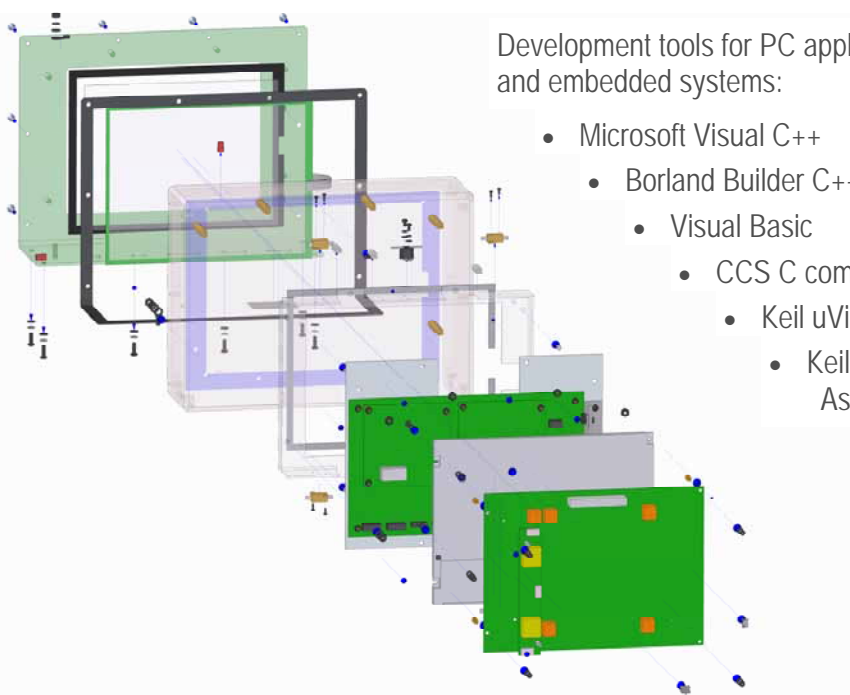 Development tools for PC appl
and embedded systems:
• Microsoft Visual C++
• Borland Builder C+
• Visual Basic
• CCS C com
• Keil uVi
• Keil
As